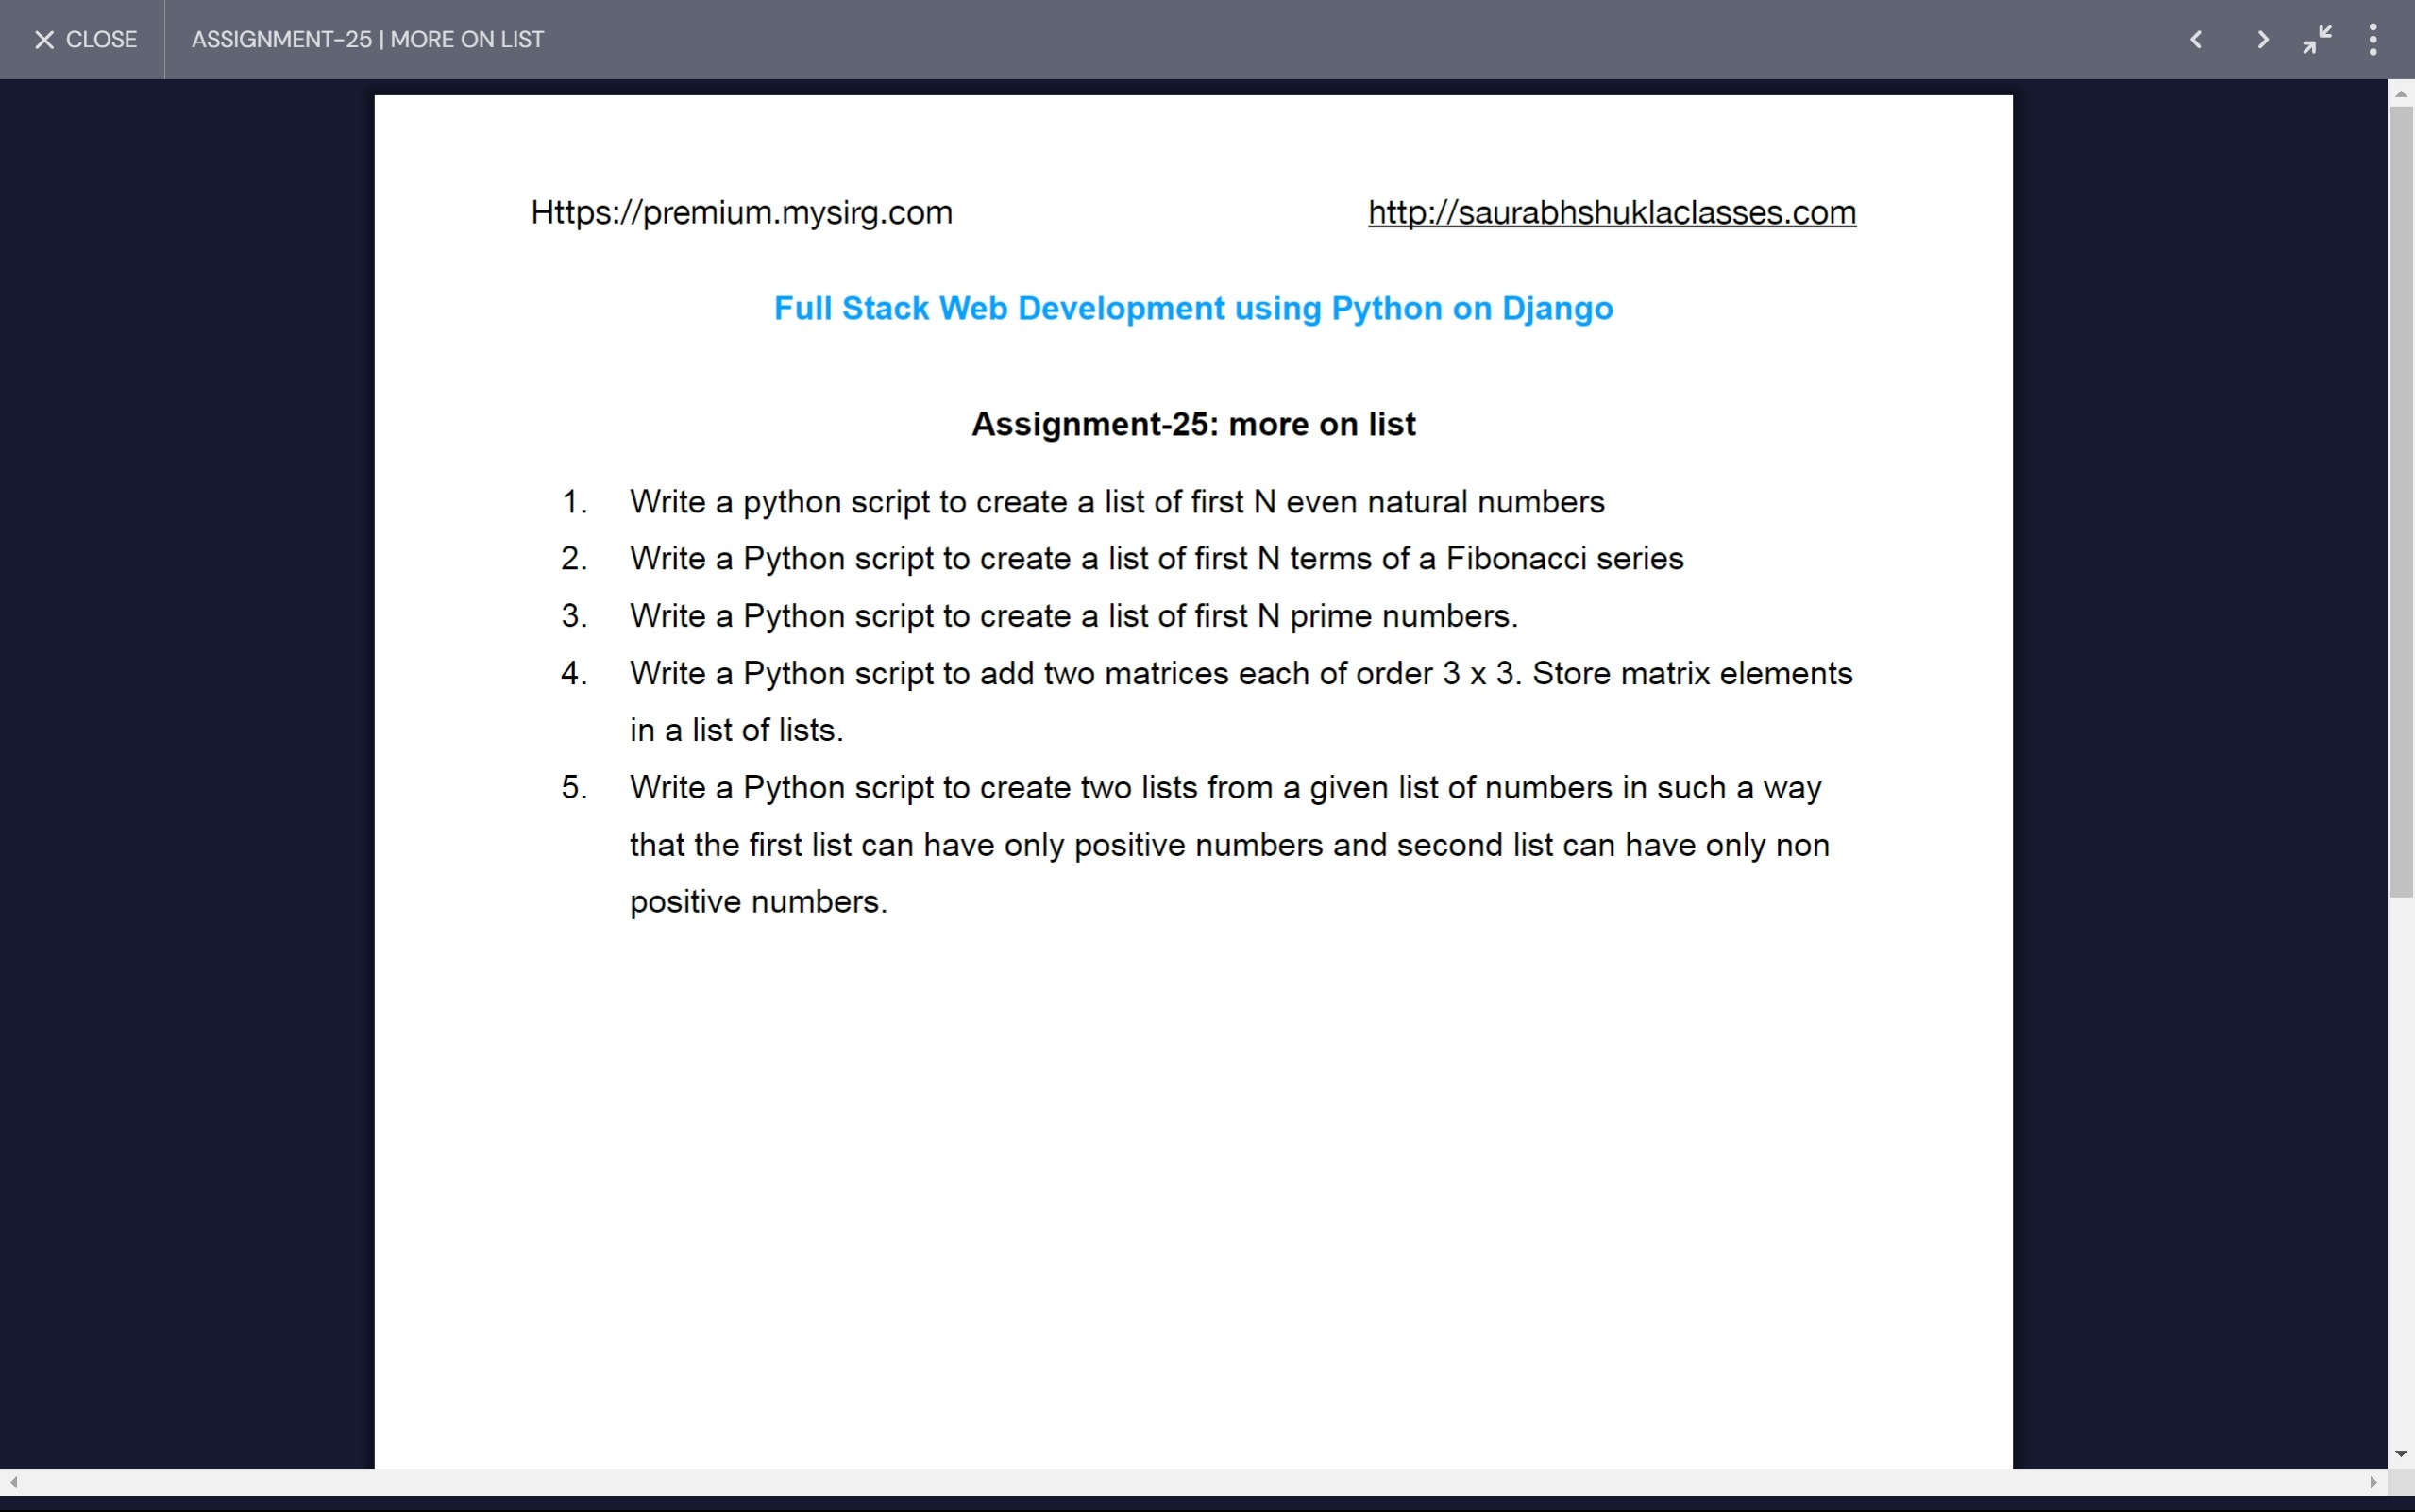 CLOSE
ASSIGNMENT-25 | MORE ON LIST
Https://premium.mysirg.com
http://saurabhshuklaclasses.com
Full Stack Web Development using Python on Django
Assignment-25: more on list
1. Write a python script to create a list of first N even natural numbers
2. Write a Python script to create a list of first N terms of a Fibonacci series
3. Write a Python script to create a list of first N prime numbers.
4. Write a Python script to add two matrices each of order 3 x 3. Store matrix elements
in a list of lists.
5. Write a Python script to create two lists from a given list of numbers in such a way
that the first list can have only positive numbers and second list can have only non
positive numbers.